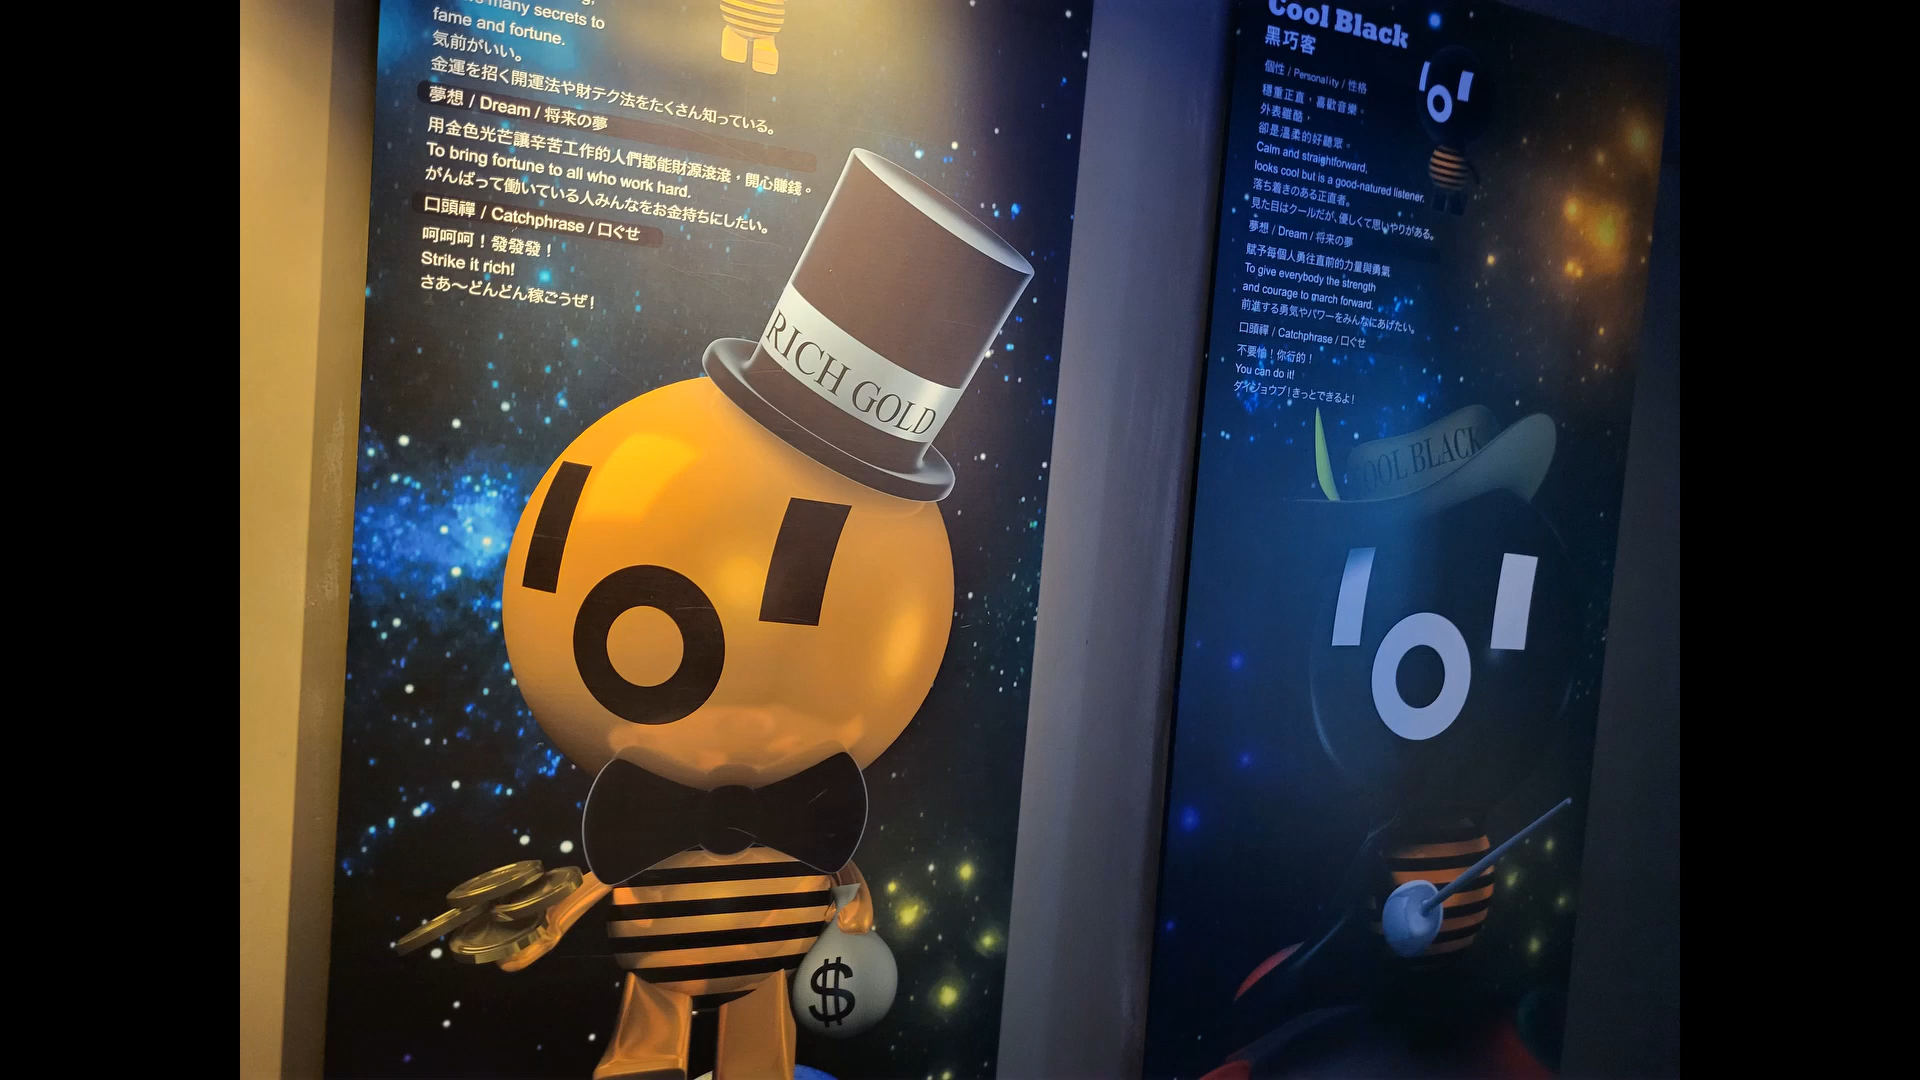 many secrets to
fame and fortune.
気前がいい。
金運を招く開運法や財テク法をたくさん知っている。
夢想 / Dream / 将来の夢
用金色光芒讓辛苦工作的人們都能財源滾滾，開心賺錢。
To bring fortune to all who work hard.
がんばって働いている人みんなをお金持ちにしたい。
口頭禪 / Catchphrase / 口ぐせ
呵呵呵！發發發！
Strike it rich!
さあ～どんどん稼ごうぜ！
RICH GOLD
$
Cool Black
黑巧客
個性 / Personality / 性格
穩重正直，喜歡音樂。
外表雖酷，
卻是溫柔的好聽眾。
Calm and straightforward,
looks cool but is a good-natured listener.
落ち着きのある正直者。
見た目はクールだが、優しくて思いやりがある。
夢想 / Dream / 将来の夢
賦予每個人勇往直前的力量與勇氣
To give everybody the strength
and courage to march forward.
前進する勇気やパワーをみんなにあげたい。
口頭禪 / Catchphrase / 口ぐせ
不要怕！你行的！
You can do it!
ダイジョウブ！きっとできるよ！
COOL BLACK